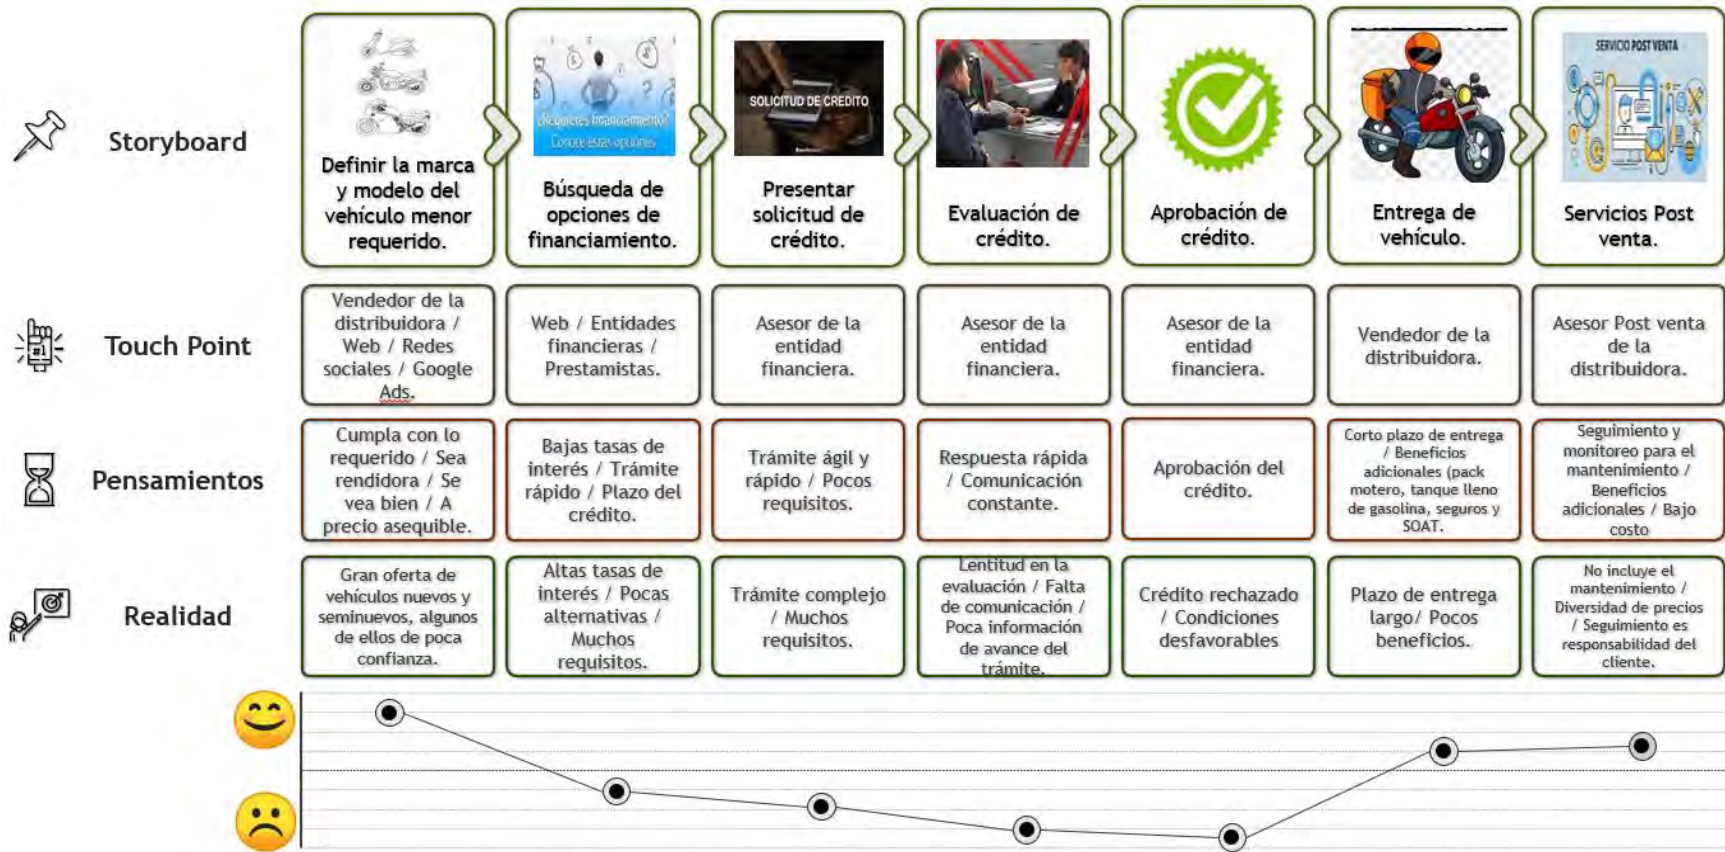 Storyboard
¿Requieres financiamiento?
Conoce estas opciones
SOLICITUD DE CREDITO
SERVICIO POST VENTA
Definir la marca
y modelo del
vehículo menor
requerido.
Búsqueda de
opciones de
financiamiento.
Presentar
solicitud de
crédito.
Evaluación de
crédito.
Aprobación de
crédito.
Entrega de
vehículo.
Servicios Post
venta.
#1
Touch Point
Vendedor de la
distribuidora /
Web / Redes
sociales / Google
Ads.
Web / Entidades
financieras /
Prestamistas.
Asesor de la
entidad
financiera.
Asesor de la
entidad
financiera.
Asesor de la
entidad
financiera.
Vendedor de la
distribuidora.
Asesor Post venta
de la
distribuidora.
Pensamientos
Cumpla con lo
requerido / Sea
rendidora / Se
vea bien / A
precio asequible.
Bajas tasas de
interés / Trámite
rápido / Plazo del
crédito.
Trámite ágil y
rápido / Pocos
requisitos.
Respuesta rápida
/ Comunicación
constante.
Aprobación del
crédito.
Corto plazo de entrega
/ Beneficios
adicionales (pack
motero, tanque lleno
de gasolina, seguros y
SOAT.
Seguimiento y
monitoreo para el
mantenimiento /
Beneficios
adicionales / Bajo
costo
Realidad
Gran oferta de
vehículos nuevos y
seminuevos, algunos
de ellos de poca
confianza.
Altas tasas de
interés / Pocas
alternativas /
Muchos
requisitos.
Trámite complejo
/ Muchos
requisitos.
Lentitud en la
evaluación / Falta
de comunicación /
Poca información
de avance del
trámite.
Crédito rechazado
/ Condiciones
desfavorables
Plazo de entrega
largo/ Pocos
beneficios.
No incluye el
mantenimiento /
Diversidad de precios
/ Seguimiento es
responsabilidad del
cliente.